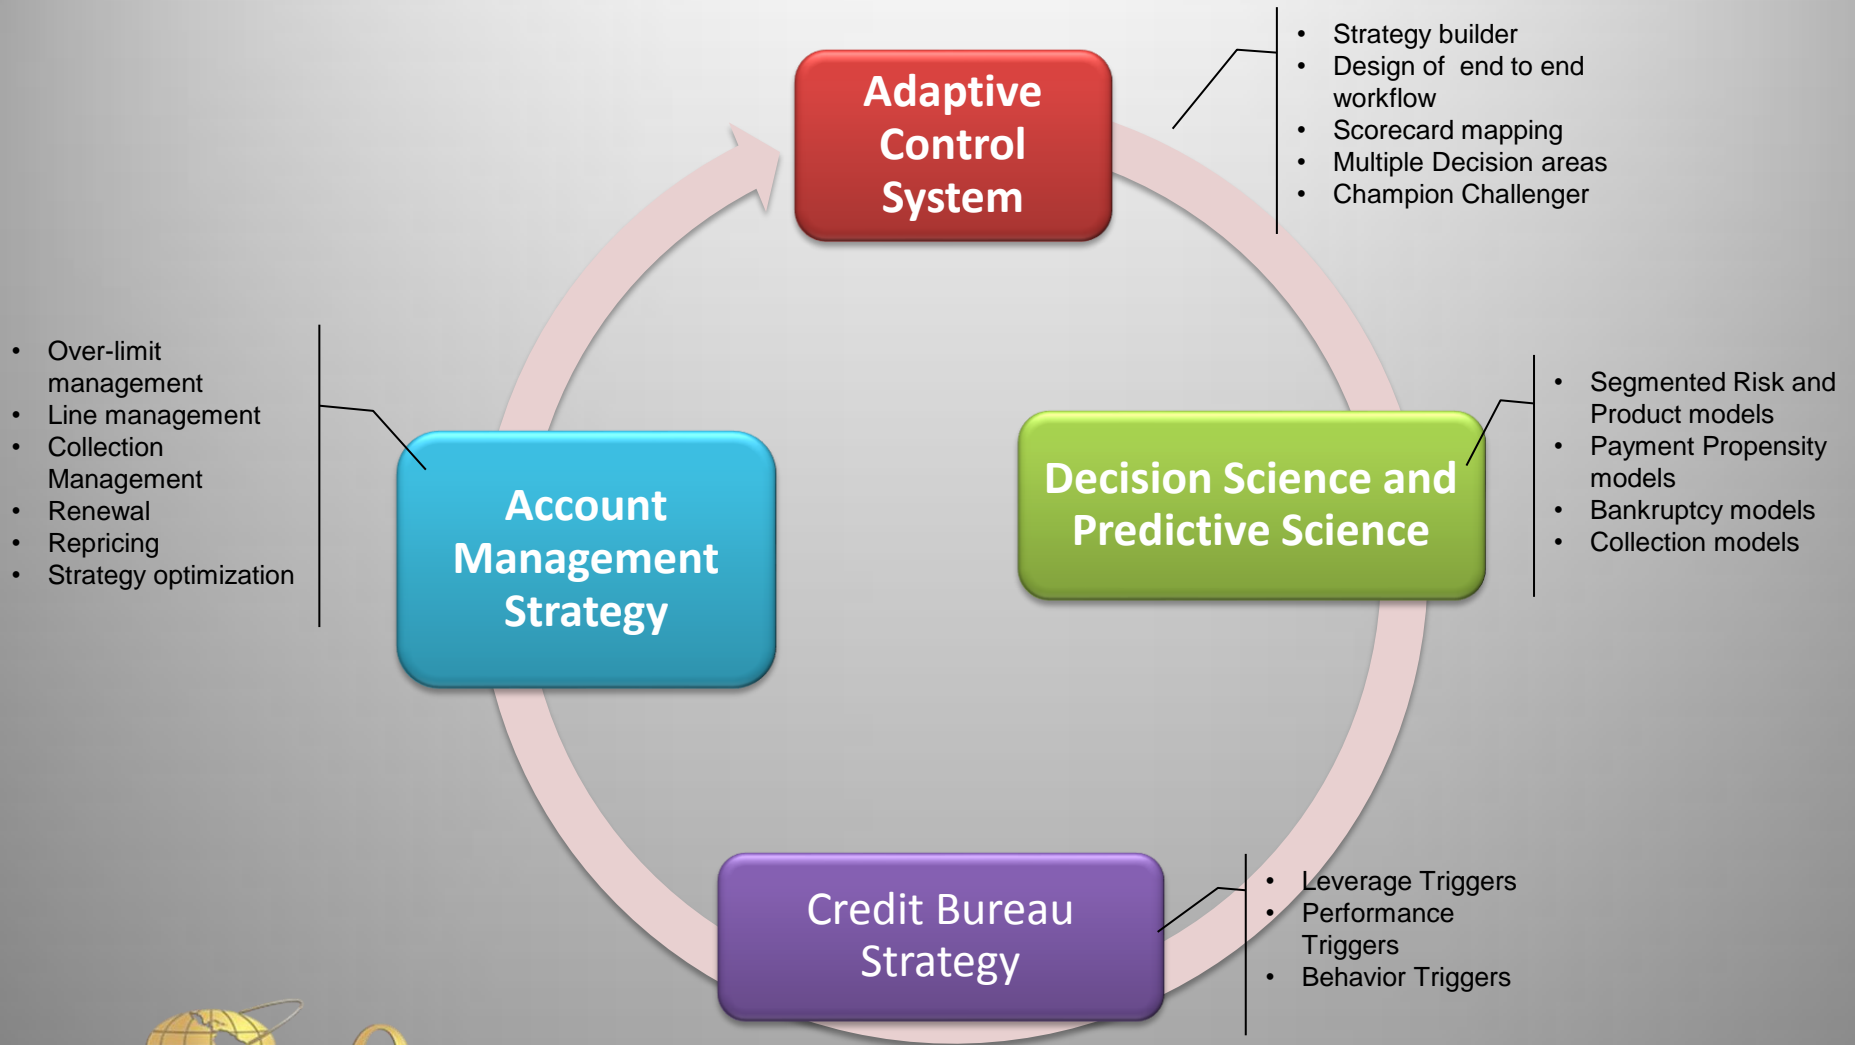 Adaptive
Control
System
• Strategy builder
• Design of  end to end
workflow
• Scorecard mapping
• Multiple Decision areas
• Champion Challenger
Decision Science and
Predictive Science
• Segmented Risk and
Product models
• Payment Propensity
models
• Bankruptcy models
• Collection models
Credit Bureau
Strategy
• Leverage Triggers
• Performance
Triggers
• Behavior Triggers
Account
Management
Strategy
• Over-limit
management
• Line management
• Collection
Management
• Renewal
• Repricing
• Strategy optimization